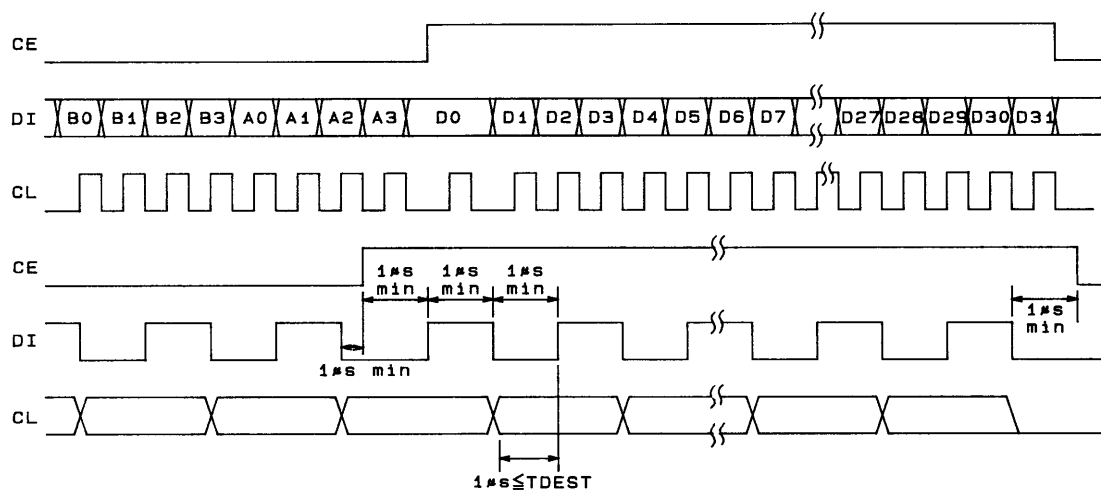 CE
DI B0 B1 B2 B3 A0 A1 A2 A3 D0 D1 D2 D3 D4 D5 D6 D7 D27 D28 D29 D30 D31
CL
CE
1μs min 1μs min 1μs min
1μs min
DI
1μs min
CL
1μs≦TDEST